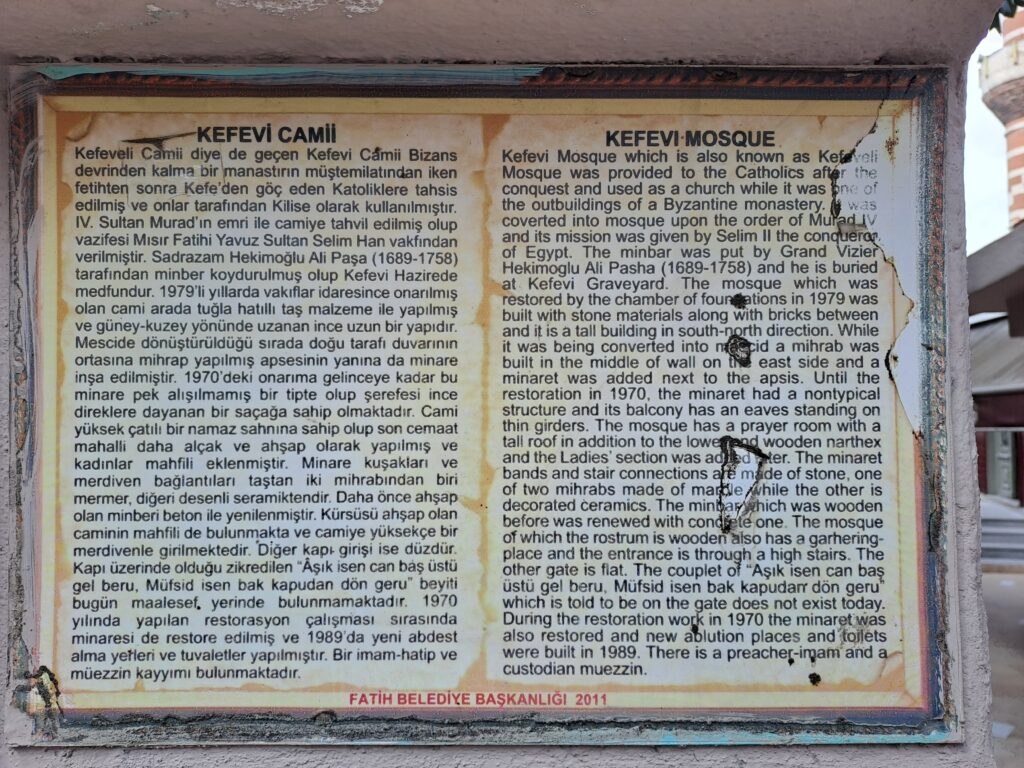 KEFEVİ CAMİİ
Kefeveli Camii diye de geçen Kefevi Camii Bizans
devrinden kalma bir manastırın müştemilatından iken
fetihten sonra Kefe'den göç eden Katoliklere tahsis
edilmiş ve onlar tarafından Kilise olarak kullanılmıştır.
IV. Sultan Murad'ın emri ile camiye tahvil edilmiş olup
vazifesi Mısır Fatihi Yavuz Sultan Selim Han vakfından
verilmiştir. Sadrazam Hekimoğlu Ali Paşa (1689-1758)
tarafından minber koydurulmuş olup Kefevi Hazirede
medfundur. 1979'li yıllarda vakıflar idaresince onarılmış
olan cami arada tuğla hatıllı taş malzeme ile yapılmış
ve güney-kuzey yönünde uzanan ince uzun bir yapıdır.
Mescide dönüştürüldüğü sırada doğu tarafı duvarının
ortasına mihrap yapılmış apsesinin yanına da minare
inşa edilmiştir. 1970'deki onarıma gelinceye kadar bu
minare pek alışılmamış bir tipte olup şerefesi ince
direklere dayanan bir saçağa sahip olmaktadır. Cami
yüksek çatılı bir namaz sahnına sahip olup son cemaat
mahalli daha alçak ve ahşap olarak yapılmış ve
kadınlar mahfili eklenmiştir. Minare kuşakları ve
merdiven bağlantıları taştan iki mihrabından biri
mermer, diğeri desenli seramiktendir. Daha önce ahşap
olan minberi beton ile yenilenmiştir. Kürsüsü ahşap olan
caminin mahfili de bulunmakta ve camiye yüksekçe bir
merdivenle girilmektedir. Diğer kapı girişi ise düzdür.
Kapı üzerinde olduğu zikredilen "Âşık isen can baş üstü
gel beru, Müfsid isen bak kapudan dön geru" beyiti
bugün maalesef yerinde bulunmamaktadır. 1970
yılında yapılan restorasyon çalışması sırasında
minaresi de restore edilmiş ve 1989'da yeni abdest
alma yerleri ve tuvaletler yapılmıştır. Bir imam-hatip ve
müezzin kayyımı bulunmaktadır.
KEFEVI MOSQUE
Kefevi Mosque which is also known as Kefeveli
Mosque was provided to the Catholics after the
conquest and used as a church while it was one of
the outbuildings of a Byzantine monastery. It was
coverted into mosque upon the order of Murad IV
and its mission was given by Selim II the conqueror
of Egypt. The minbar was put by Grand Vizier
Hekimoglu Ali Pasha (1689-1758) and he is buried
at Kefevi Graveyard. The mosque which was
restored by the chamber of foundations in 1979 was
built with stone materials along with bricks between
and it is a tall building in south-north direction. While
it was being converted into mescid a mihrab was
built in the middle of wall on the east side and a
minaret was added next to the apsis. Until the
restoration in 1970, the minaret had a nontypical
structure and its balcony has an eaves standing on
thin girders. The mosque has a prayer room with a
tall roof in addition to the lower and wooden narthex
and the Ladies' section was added later. The minaret
bands and stair connections are made of stone, one
of two mihrabs made of marble while the other is
decorated ceramics. The minbar which was wooden
before was renewed with concrete one. The mosque
of which the rostrum is wooden also has a garhering-
place and the entrance is through a high stairs. The
other gate is flat. The couplet of "Aşık isen can baş
üstü gel beru, Müfsid isen bak kapudarr dön geru"
which is told to be on the gate does not exist today.
During the restoration work in 1970 the minaret was
also restored and new ablution places and toilets
were built in 1989. There is a preacher-imam and a
custodian muezzin.
FATİH BELEDİYE BAŞKANLIĞI 2011